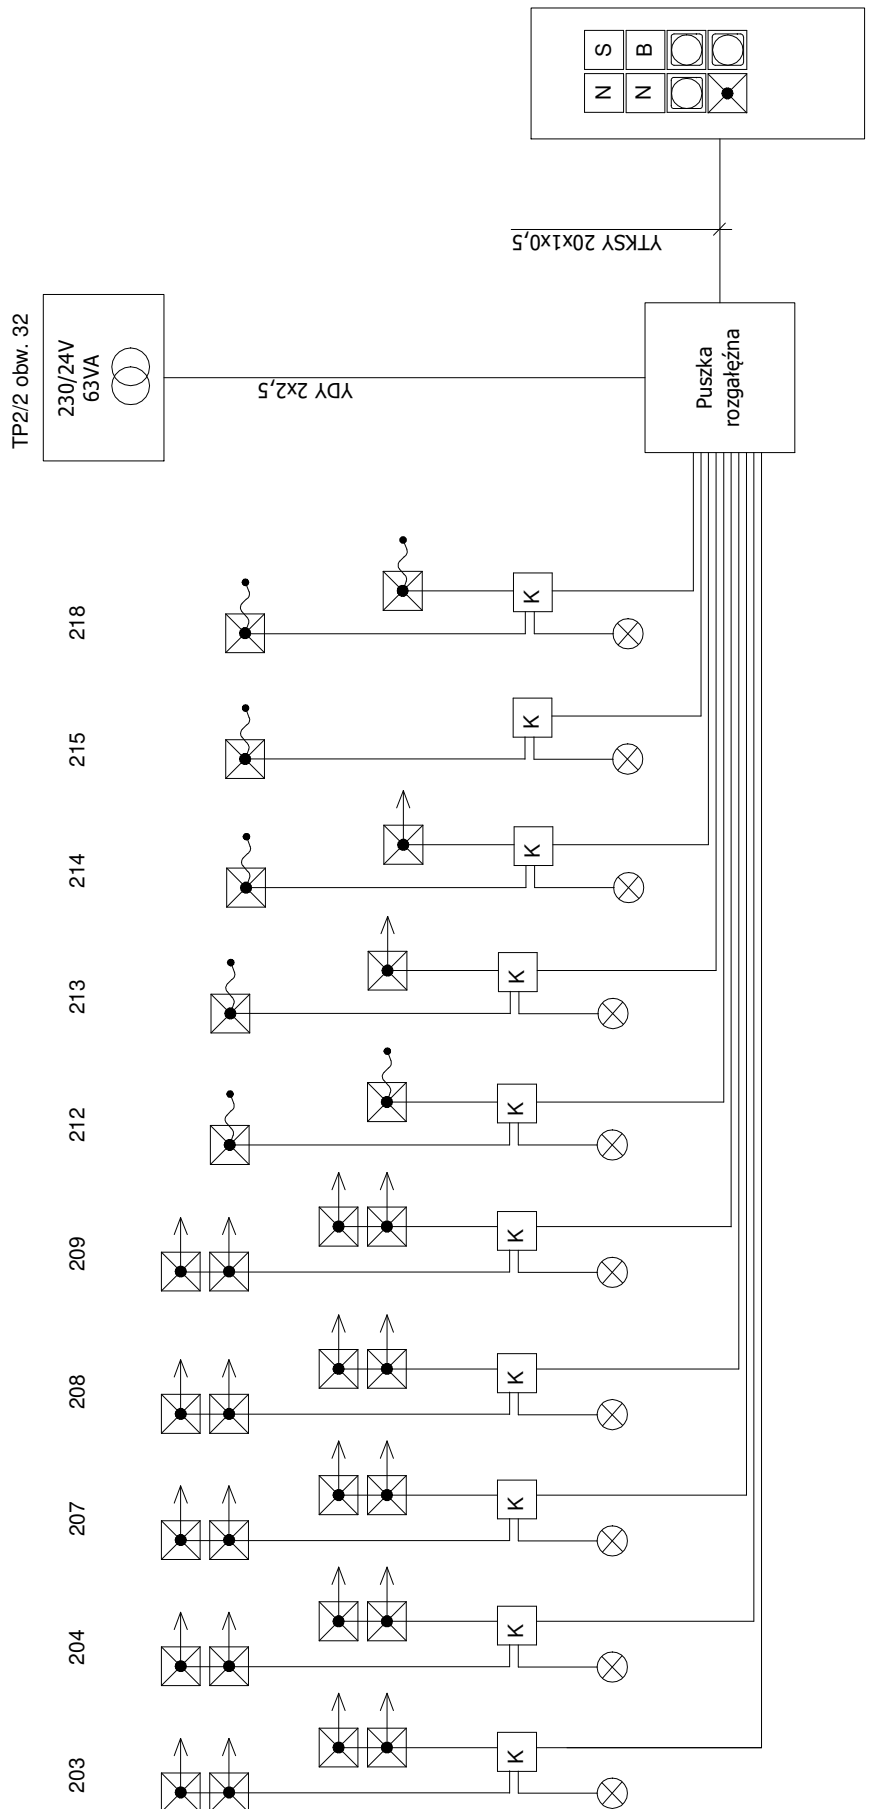 TP2/2 obw. 32
230/24V
63VA
YDY 2x2,5
S
B
N
N
YTKSY 20x1x0,5
Puszka
rozgałęźna
218
K
215
K
214
K
213
K
212
K
209
K
208
K
207
K
204
K
203
K